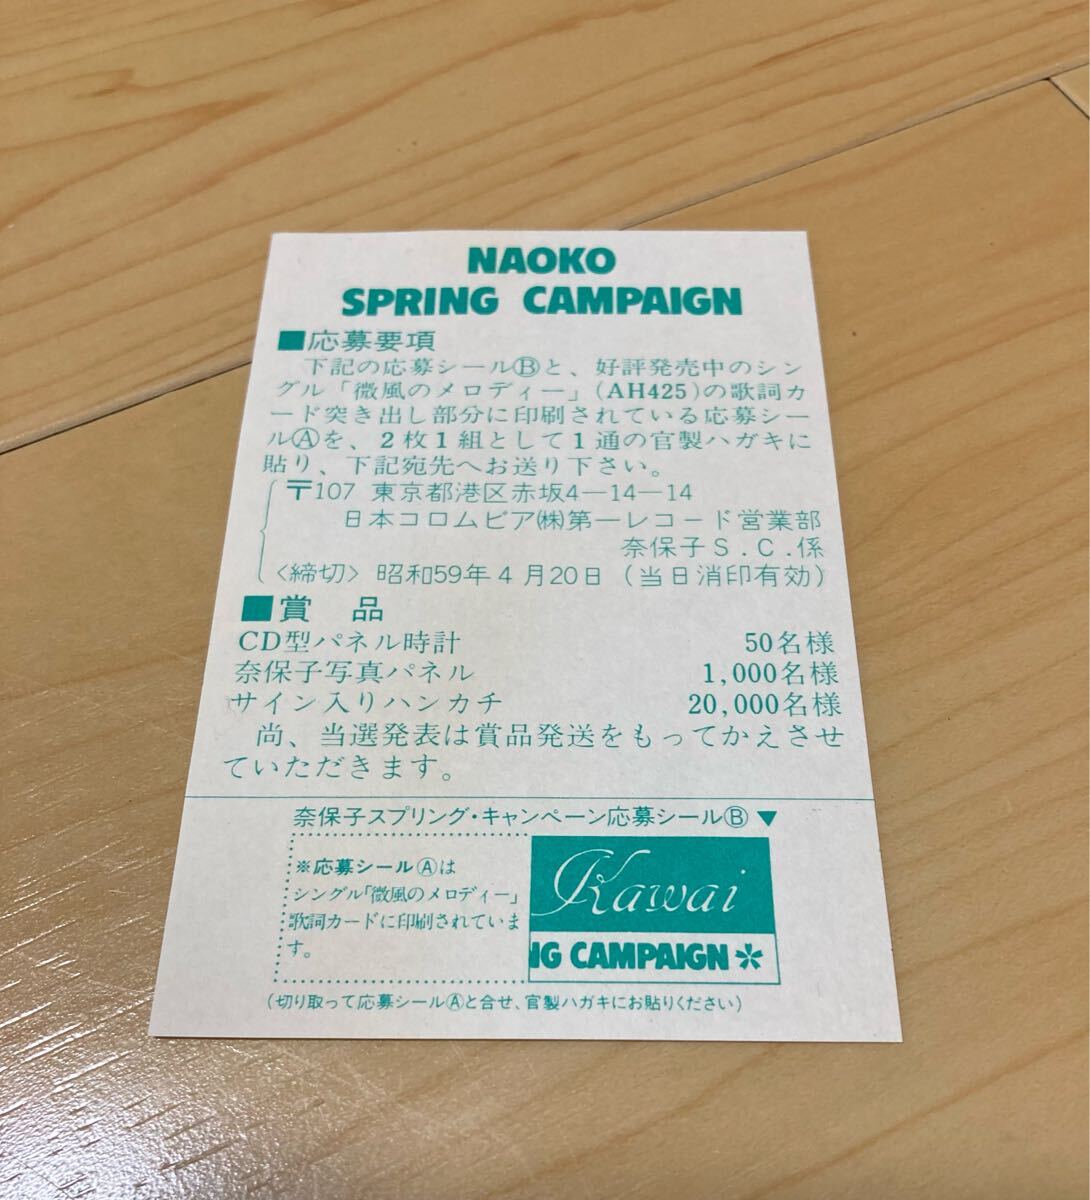 NAOKO
SPRING CAMPAIGN
■応募要項
下記の応募シールⒷと、好評発売中のシン
グル「微風のメロディー」(AH425)の歌詞カ
ード突き出し部分に印刷されている応募シー
ルⒶを、2枚1組として1通の官製ハガキに
貼り、下記宛先へお送り下さい。
〒107 東京都港区赤坂4—14—14
日本コロムビア㈱第一レコード営業部
奈保子S.C.係
〈締切〉昭和59年4月20日(当日消印有効)
■賞 品
CD型パネル時計 50名様
奈保子写真パネル 1,000名様
サイン入りハンカチ 20,000名様
尚、当選発表は賞品発送をもってかえさせ
ていただきます。
奈保子スプリング・キャンペーン応募シールⒷ▼
※応募シールⒶは
シングル「微風のメロディー」
歌詞カードに印刷されていま
す。
Kawai
NG CAMPAIGN
(切り取って応募シールⒶと合せ、官製ハガキにお貼りください)